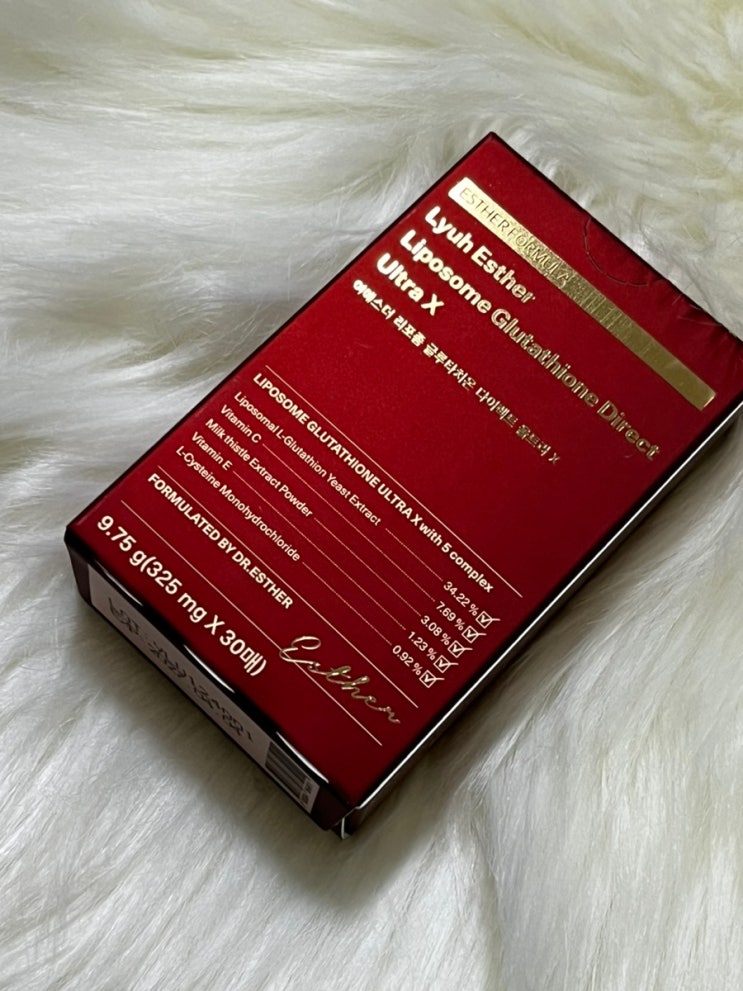 ESTHER FORMULA
Lyuh Esther
Liposome Glutathione Direct
Ultra X
여에스더 리포좀 글루타치온 다이렉트 울트라 X
LIPOSOME GLUTATHIONE ULTRA X with 5 complex
Liposomal L-Glutathion Yeast Extract 34.22 %
Vitamin C 7.69 %
Milk thistle Extract Powder 3.08 %
Vitamin E 1.23 %
L-Cysteine Monohydrochloride 0.92 %
FORMULATED BY DR.ESTHER
Esther
9.75 g(325 mg X 30매)